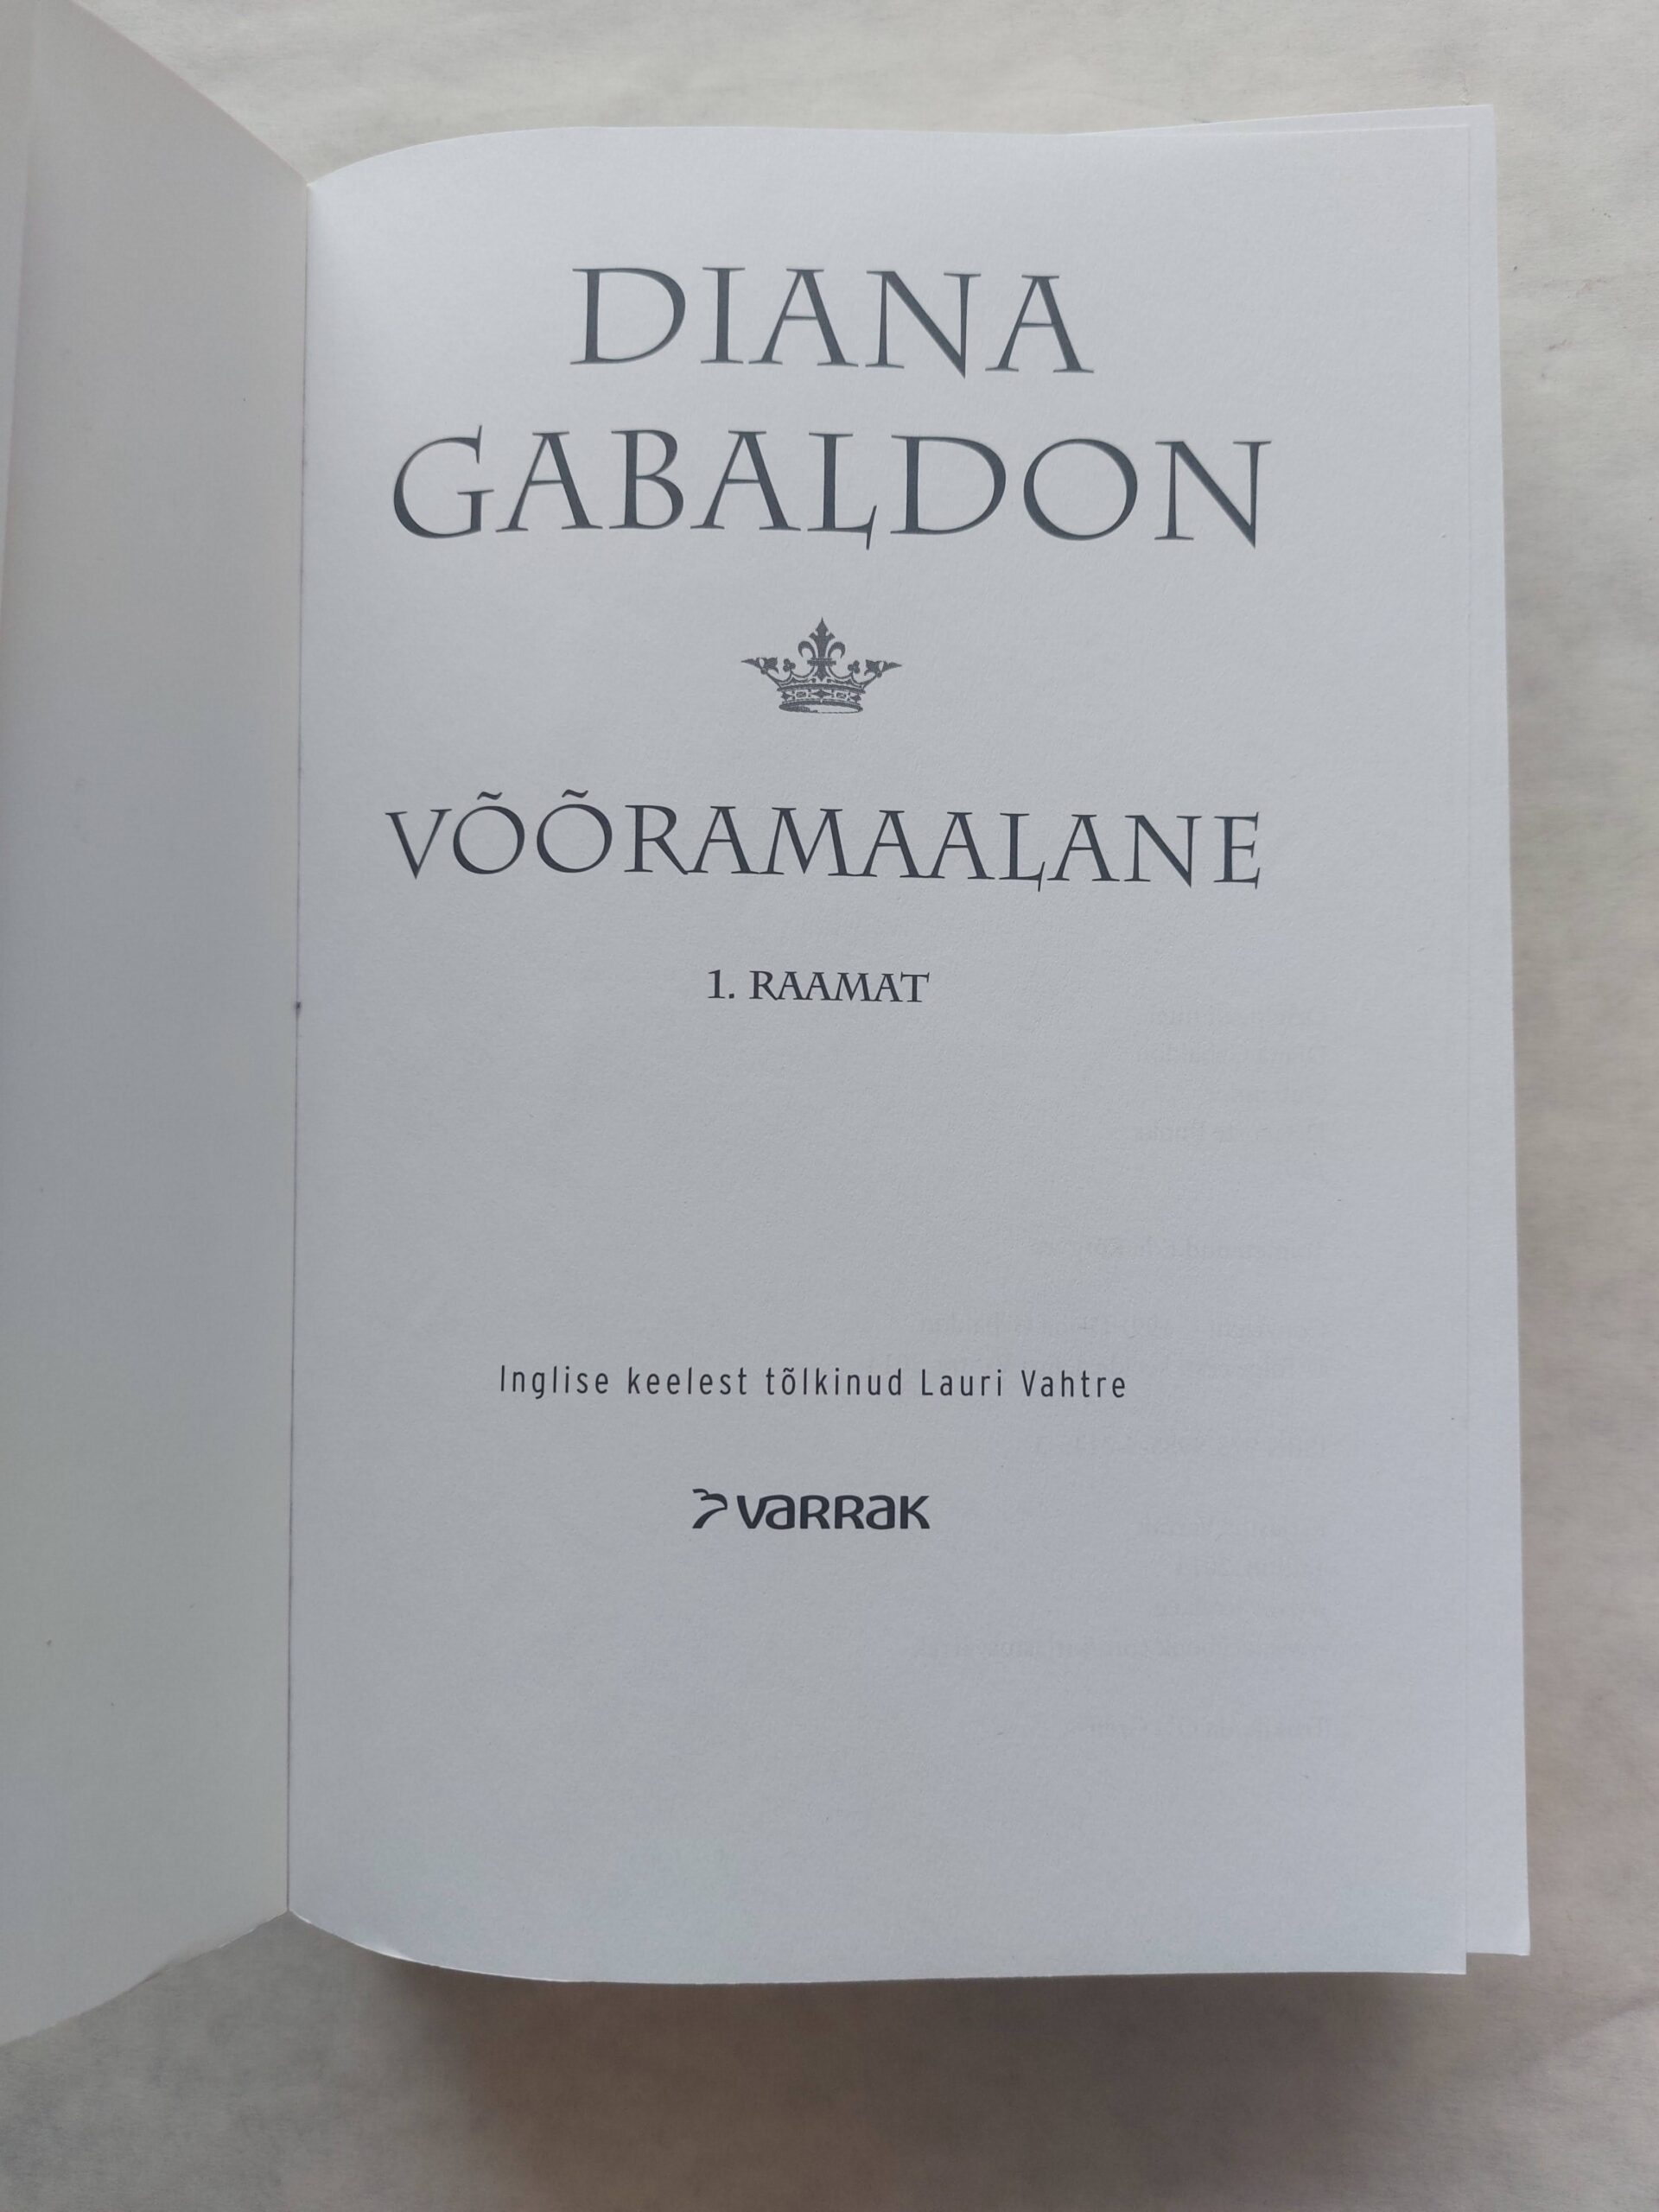 DIANA
GABALDON
VÕÕRAMAALANE
1. RAAMAT
Inglise keelest tõlkinud Lauri Vahtre
varrak